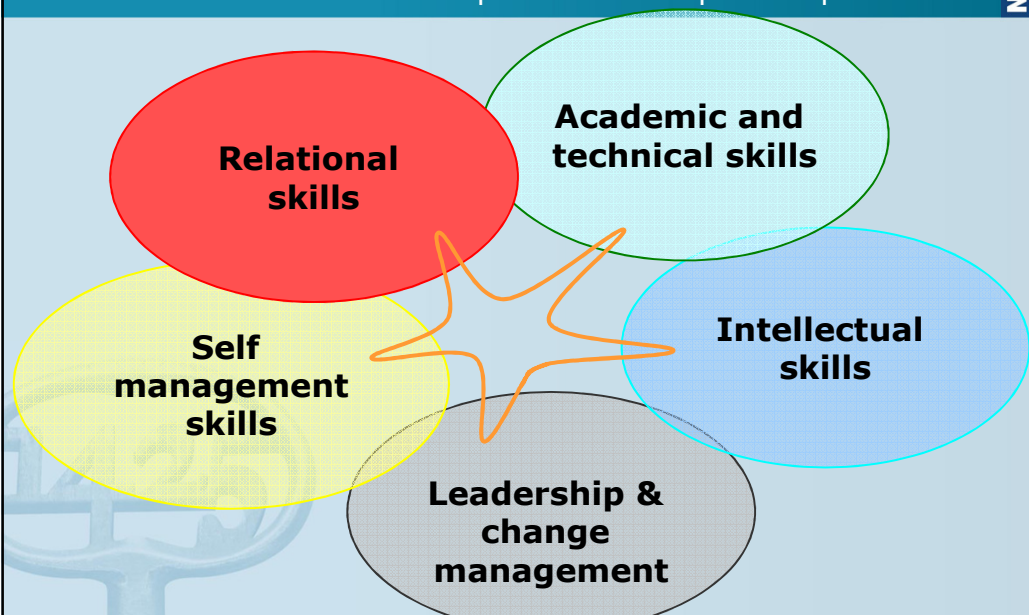 Relational
skills
Academic and
technical skills
Self
management
skills
Intellectual
skills
Leadership &
change
management